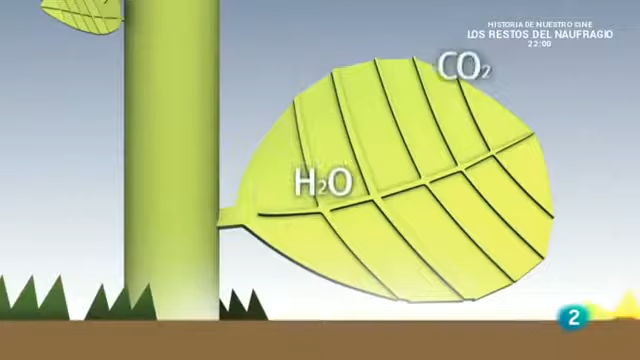 HISTORIA DE NUESTRO CINE
LOS RESTOS DEL NAUFRAGIO
22:00
CO₂
H₂O
2